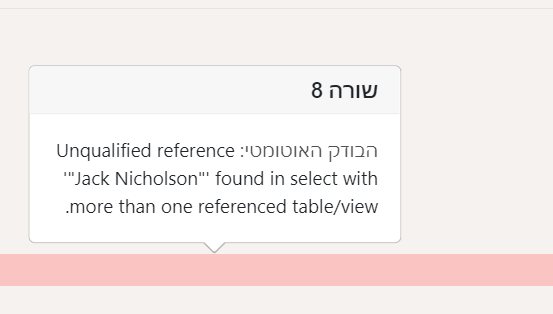 שורה 8
הבודק האוטומטי: Unqualified reference
'"Jack Nicholson"' found in select with
more than one referenced table/view.